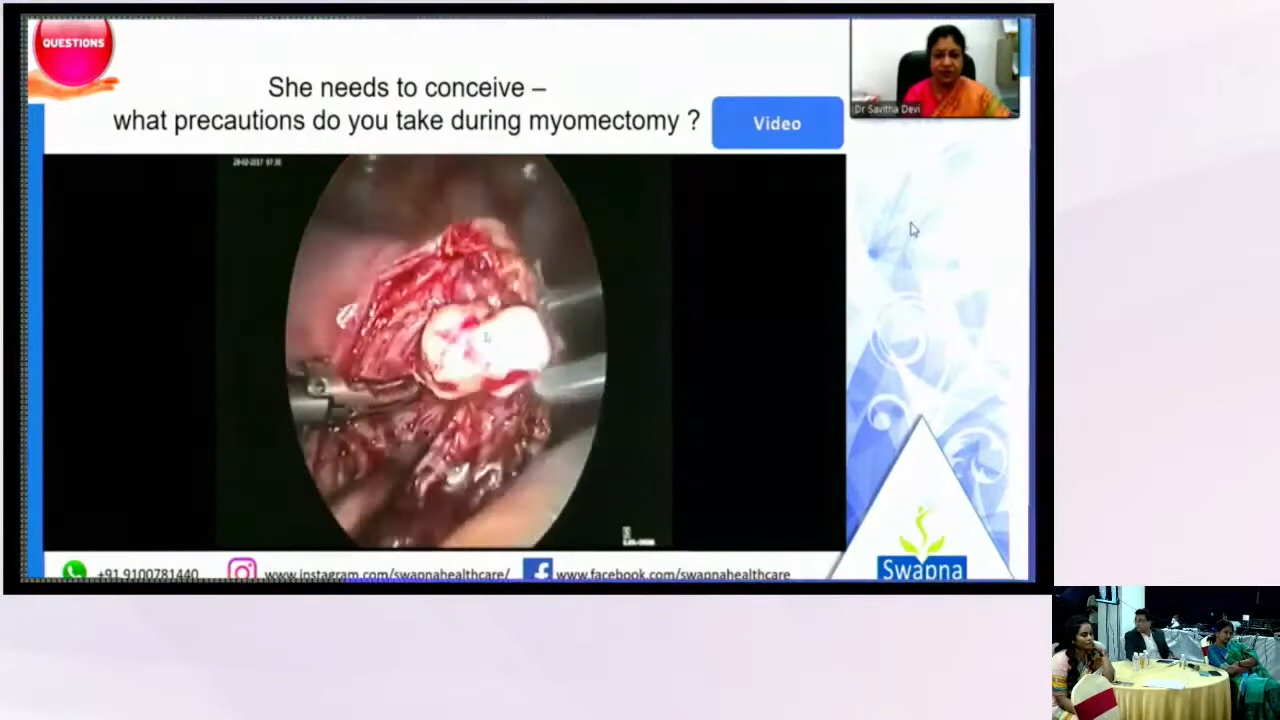 QUESTIONS
She needs to conceive –
what precautions do you take during myomectomy ?
Video
Dr Savitha Devi
+91 9100781440
www.instagram.com/swapnahealthcare/
www.facebook.com/swapnahealthcare
Swapna